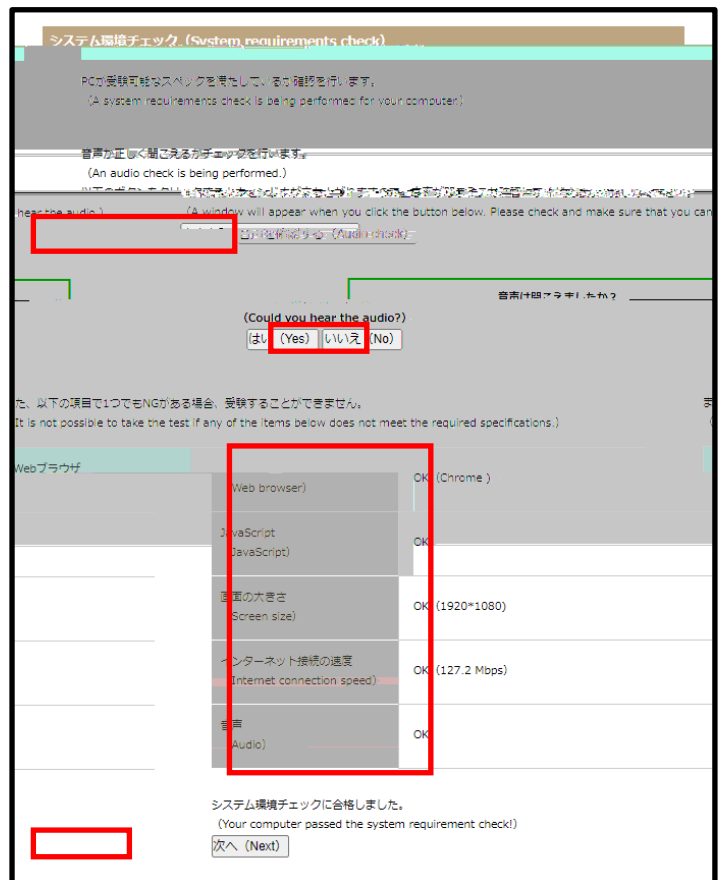 システム環境チェック (System requirements check)
PCが受験可能なスペックを満たしているか確認を行います。
(A system requirements check is being performed for your computer.)
音声が正しく聞こえるかチェックを行います。
(An audio check is being performed.)
hear the audio.)
(A window will appear when you click the button below. Please check and make sure that you can
音声を確認する (Audio check)
音声は聞こえましたか?
(Could you hear the audio?)
はい (Yes) いいえ (No)
た、以下の項目で1つでもNGがある場合、受験することができません。
ま
It is not possible to take the test if any of the items below does not meet the required specifications.)
(
Webブラウザ
Web browser)
OK (Chrome )
JavaScript
JavaScript)
OK
画面の大きさ
Screen size)
OK (1920*1080)
インターネット接続の速度
Internet connection speed)
OK (127.2 Mbps)
音声
Audio)
OK
システム環境チェックに合格しました。
(Your computer passed the system requirement check!)
次へ (Next)